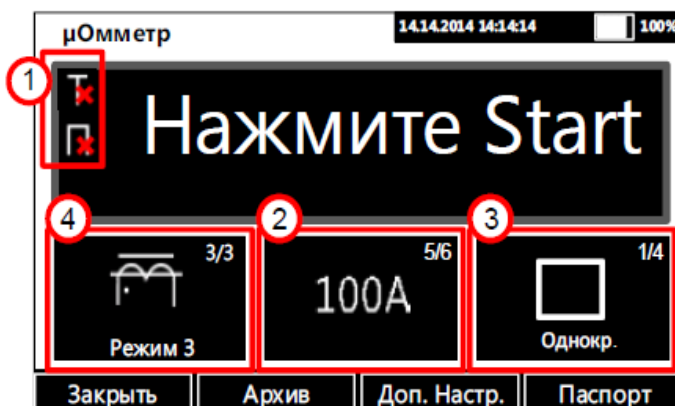 µОмметр
14.14.2014 14:14:14
100%
1
Нажмите Start
4
3/3
Режим 3
2
5/6
100A
3
1/4
Однокр.
Закрыть
Архив
Доп. Настр.
Паспорт